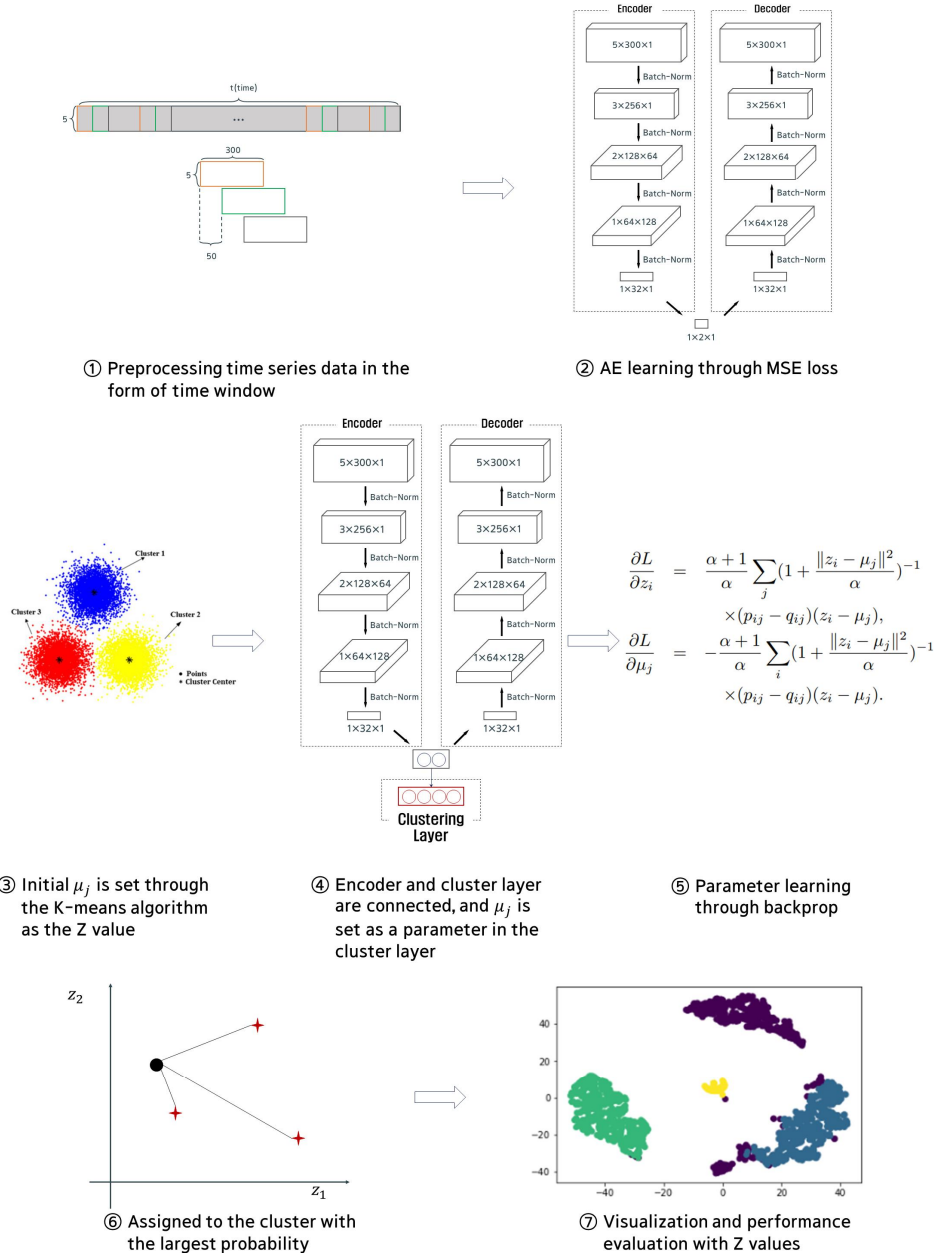 t(time)
5
...
300
5
50
Encoder
Decoder
5×300×1
5×300×1
Batch-Norm
Batch-Norm
3×256×1
3×256×1
Batch-Norm
Batch-Norm
2×128×64
2×128×64
Batch-Norm
Batch-Norm
1×64×128
1×64×128
Batch-Norm
Batch-Norm
1×32×1
1×32×1
1×2×1
① Preprocessing time series data in the
form of time window
② AE learning through MSE loss
Cluster 1
Cluster 3
Cluster 2
Points
Cluster Center
Encoder
Decoder
5×300×1
5×300×1
Batch-Norm
Batch-Norm
3×256×1
3×256×1
Batch-Norm
Batch-Norm
2×128×64
2×128×64
Batch-Norm
Batch-Norm
1×64×128
1×64×128
Batch-Norm
Batch-Norm
1×32×1
1×32×1
Clustering
Layer
∂L/∂z_i = (α + 1)/α ∑_j (1 + ‖z_i − μ_j‖²/α)^−1
×(p_ij − q_ij)(z_i − μ_j),
∂L/∂μ_j = −(α + 1)/α ∑_i (1 + ‖z_i − μ_j‖²/α)^−1
×(p_ij − q_ij)(z_i − μ_j).
③ Initial μ_j is set through
the K-means algorithm
as the Z value
④ Encoder and cluster layer
are connected, and μ_j is
set as a parameter in the
cluster layer
⑤ Parameter learning
through backprop
z_2
z_1
⑥ Assigned to the cluster with
the largest probability
40
20
0
−20
−40
−40
−20
0
20
40
⑦ Visualization and performance
evaluation with Z values